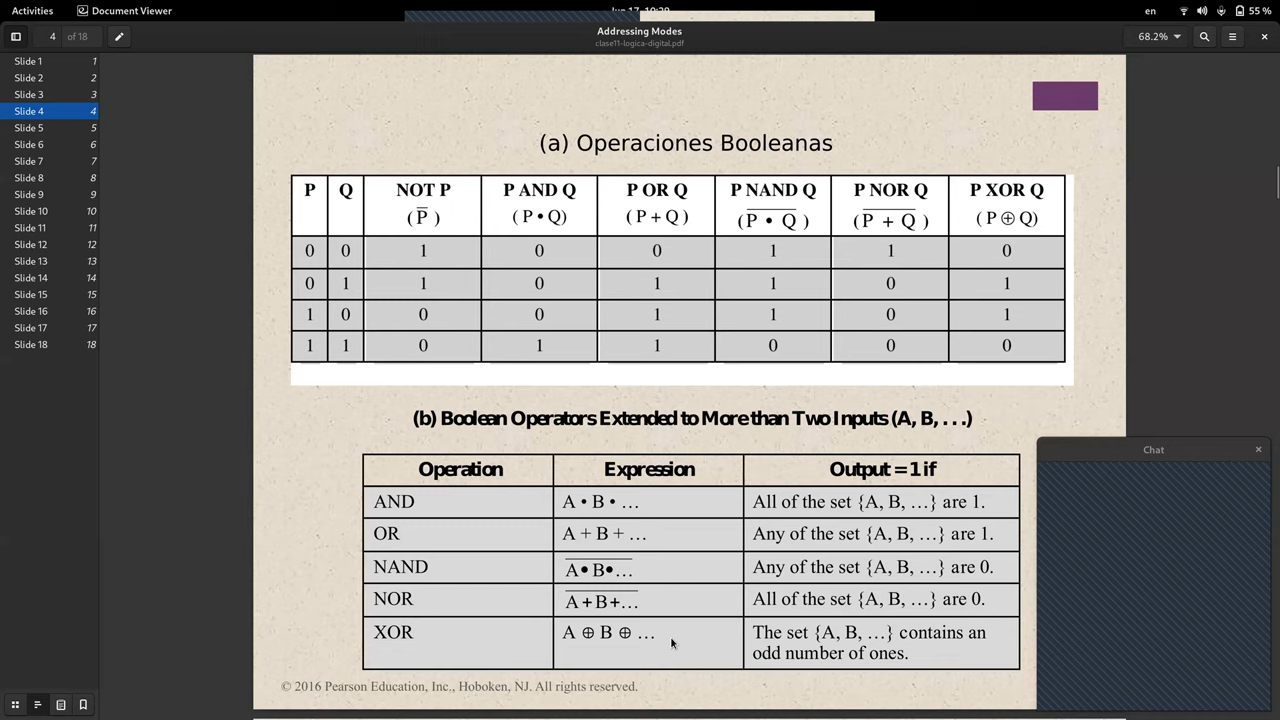 Activities Document Viewer Jun 17, 10:29 en 55 %
4 of 18 Addressing Modes 68.2%
clase11-logica-digital.pdf
Slide 1 1
Slide 2 2
Slide 3 3
Slide 4 4
Slide 5 5
Slide 6 6
Slide 7 7
Slide 8 8
Slide 9 9
Slide 10 10
Slide 11 11
Slide 12 12
Slide 13 13
Slide 14 14
Slide 15 15
Slide 16 16
Slide 17 17
Slide 18 18
(a) Operaciones Booleanas
P Q NOT P P AND Q P OR Q P NAND Q P NOR Q P XOR Q
(P̅) (P • Q) (P + Q) (P̅ ̅•̅ ̅Q̅) (P̅ ̅+̅ ̅Q̅) (P ⊕ Q)
0 0 1 0 0 1 1 0
0 1 1 0 1 1 0 1
1 0 0 0 1 1 0 1
1 1 0 1 1 0 0 0
(b) Boolean Operators Extended to More than Two Inputs (A, B, . . .)
Operation Expression Output = 1 if
AND A • B • … All of the set {A, B, …} are 1.
OR A + B + … Any of the set {A, B, …} are 1.
NAND A̅•̅B̅•̅…̅ Any of the set {A, B, …} are 0.
NOR A̅+̅B̅+̅…̅ All of the set {A, B, …} are 0.
XOR A ⊕ B ⊕ … The set {A, B, …} contains an
odd number of ones.
© 2016 Pearson Education, Inc., Hoboken, NJ. All rights reserved.
Chat